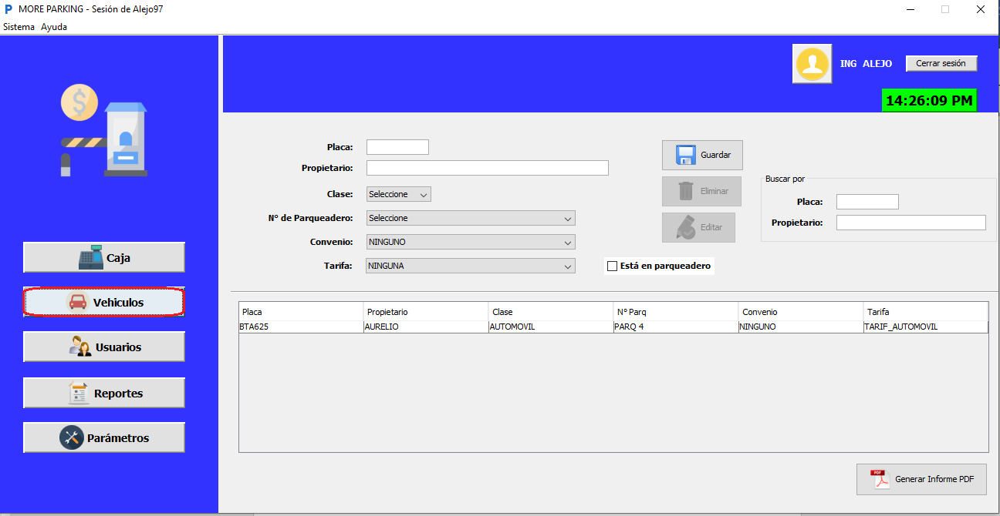 MORE PARKING - Sesión de Alejo97
Sistema Ayuda
ING ALEJO
Cerrar sesión
14:26:09 PM
Caja
Vehiculos
Usuarios
Reportes
Parámetros
Placa:
Propietario:
Clase: Seleccione
N° de Parqueadero: Seleccione
Convenio: NINGUNO
Tarifa: NINGUNA
Guardar
Eliminar
Editar
Está en parqueadero
Buscar por
Placa:
Propietario:
Placa Propietario Clase N° Parq Convenio Tarifa
BTA625 AURELIO AUTOMOVIL PARQ 4 NINGUNO TARIF_AUTOMOVIL
PDF Generar Informe PDF